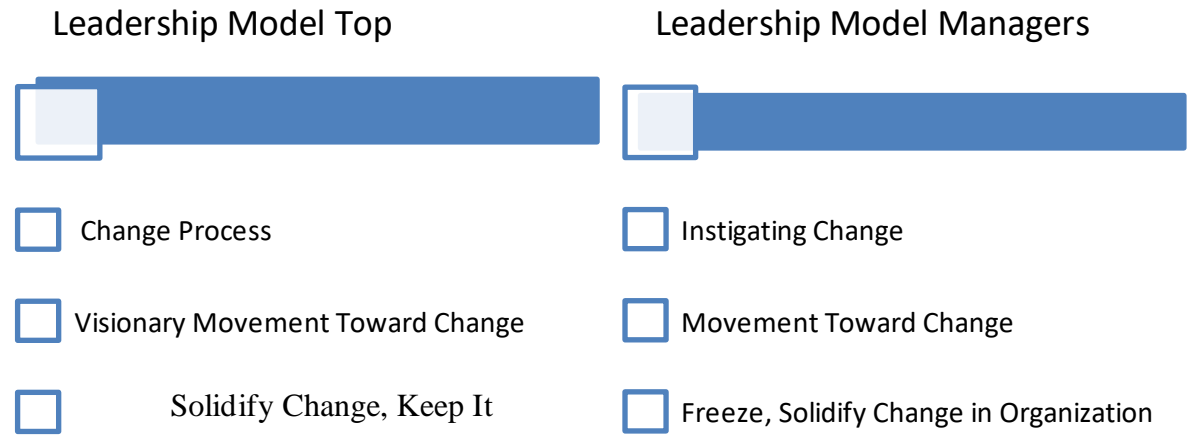 Leadership Model Top
Change Process
Visionary Movement Toward Change
Solidify Change, Keep It
Leadership Model Managers
Instigating Change
Movement Toward Change
Freeze, Solidify Change in Organization